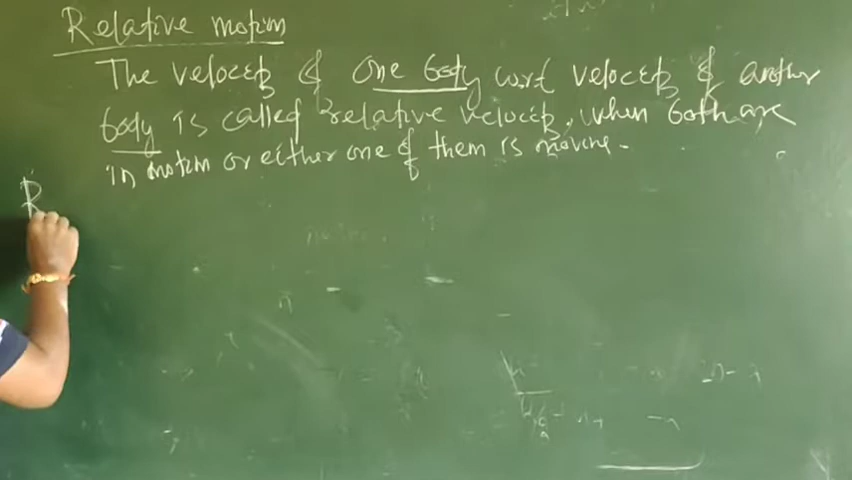 Relative motion
The velocity of one body w.r.t velocity of another
body is called relative velocity, when both are
in motion or either one of them is moving.
R